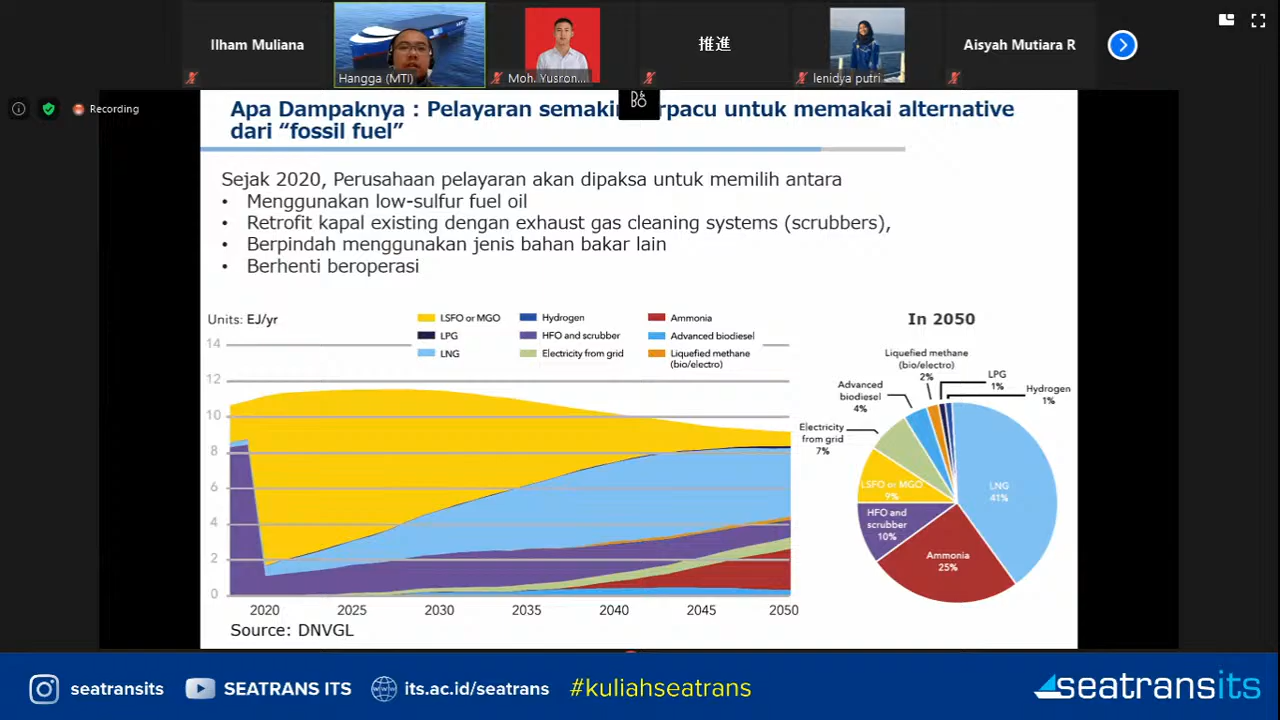 Ilham Muliana
Hangga (MTI)
Moh. Yusron...
推進
lenidya putri
Aisyah Mutiara R
Recording
Apa Dampaknya : Pelayaran semakin rpacu untuk memakai alternative
dari “fossil fuel”
Sejak 2020, Perusahaan pelayaran akan dipaksa untuk memilih antara
• Menggunakan low-sulfur fuel oil
• Retrofit kapal existing dengan exhaust gas cleaning systems (scrubbers),
• Berpindah menggunakan jenis bahan bakar lain
• Berhenti beroperasi
Units: EJ/yr
LSFO or MGO
Hydrogen
Ammonia
LPG
HFO and scrubber
Advanced biodiesel
LNG
Electricity from grid
Liquefied methane
(bio/electro)
14
12
10
8
6
4
2
0
2020
2025
2030
2035
2040
2045
2050
In 2050
Liquefied methane
(bio/electro)
2%
LPG
1%
Hydrogen
1%
Advanced
biodiesel
4%
Electricity
from grid
7%
LSFO or MGO
9%
HFO and
scrubber
10%
LNG
41%
Ammonia
25%
Source: DNVGL
seatransits
SEATRANS ITS
its.ac.id/seatrans
#kuliahseatrans
seatransits